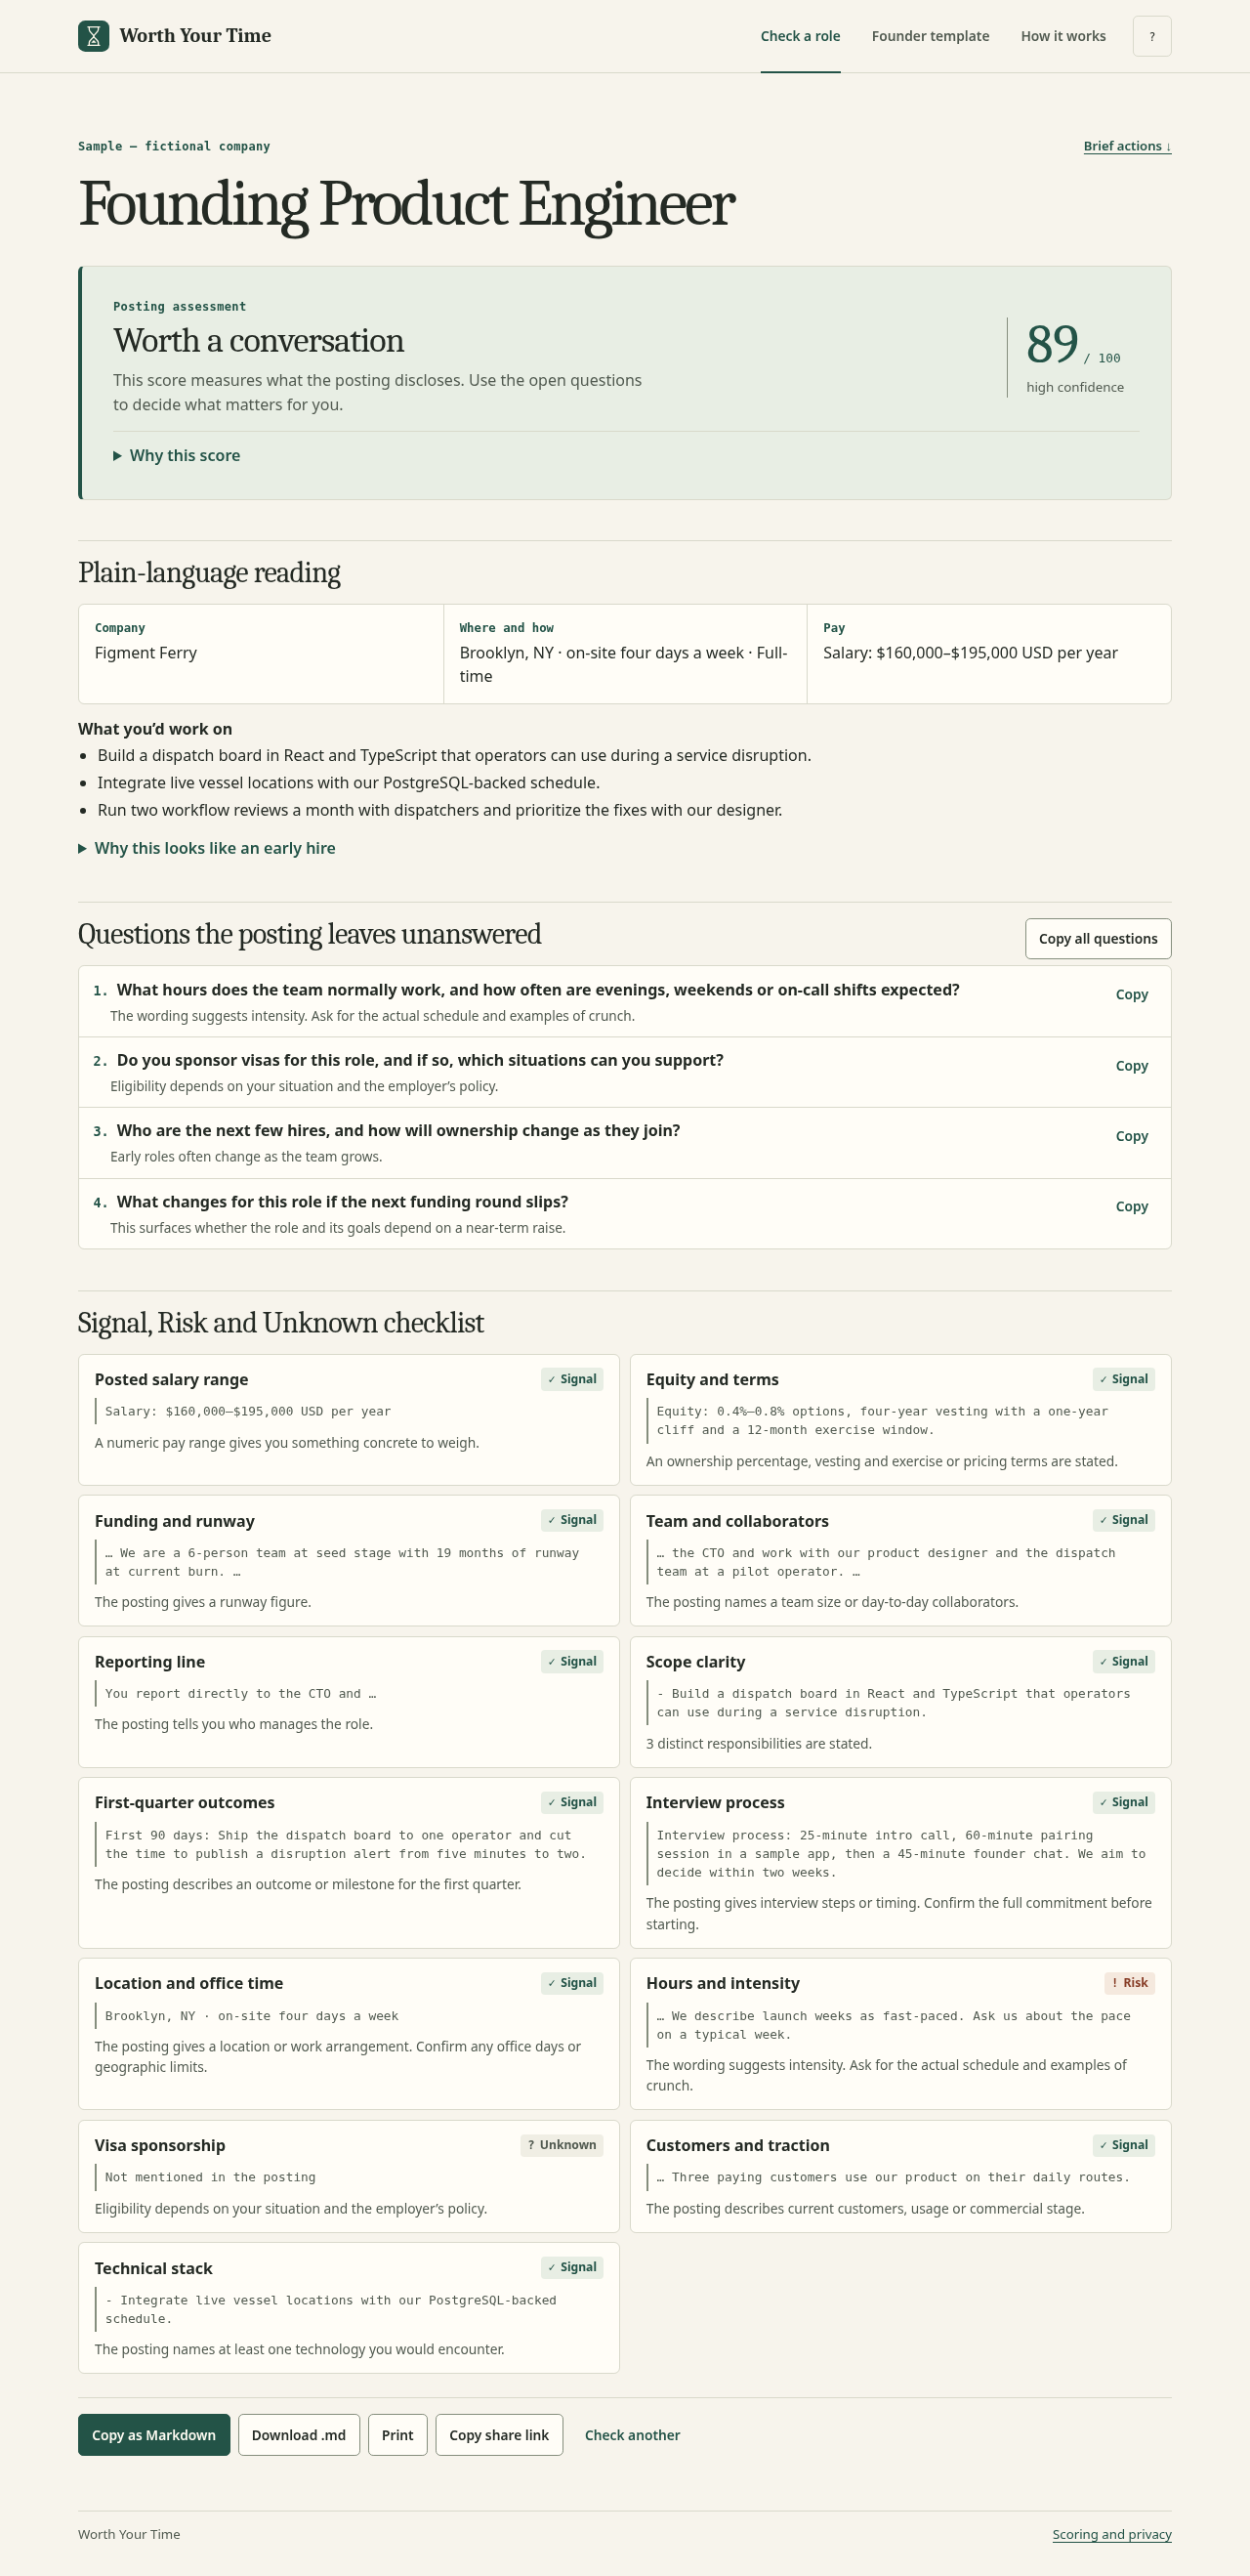 Worth Your Time
Check a role
Founder template
How it works
?
Sample — fictional company
Brief actions ↓
Founding Product Engineer
Posting assessment
Worth a conversation
This score measures what the posting discloses. Use the open questions
to decide what matters for you.
89 / 100
high confidence
▶ Why this score
Plain-language reading
Company
Figment Ferry
Where and how
Brooklyn, NY · on-site four days a week · Full-
time
Pay
Salary: $160,000–$195,000 USD per year
What you’d work on
• Build a dispatch board in React and TypeScript that operators can use during a service disruption.
• Integrate live vessel locations with our PostgreSQL-backed schedule.
• Run two workflow reviews a month with dispatchers and prioritize the fixes with our designer.
▶ Why this looks like an early hire
Questions the posting leaves unanswered
Copy all questions
1. What hours does the team normally work, and how often are evenings, weekends or on-call shifts expected?
The wording suggests intensity. Ask for the actual schedule and examples of crunch.
Copy
2. Do you sponsor visas for this role, and if so, which situations can you support?
Eligibility depends on your situation and the employer’s policy.
Copy
3. Who are the next few hires, and how will ownership change as they join?
Early roles often change as the team grows.
Copy
4. What changes for this role if the next funding round slips?
This surfaces whether the role and its goals depend on a near-term raise.
Copy
Signal, Risk and Unknown checklist
Posted salary range
✓ Signal
Salary: $160,000–$195,000 USD per year
A numeric pay range gives you something concrete to weigh.
Equity and terms
✓ Signal
Equity: 0.4%–0.8% options, four-year vesting with a one-year
cliff and a 12-month exercise window.
An ownership percentage, vesting and exercise or pricing terms are stated.
Funding and runway
✓ Signal
… We are a 6-person team at seed stage with 19 months of runway
at current burn. …
The posting gives a runway figure.
Team and collaborators
✓ Signal
… the CTO and work with our product designer and the dispatch
team at a pilot operator. …
The posting names a team size or day-to-day collaborators.
Reporting line
✓ Signal
You report directly to the CTO and …
The posting tells you who manages the role.
Scope clarity
✓ Signal
- Build a dispatch board in React and TypeScript that operators
can use during a service disruption.
3 distinct responsibilities are stated.
First-quarter outcomes
✓ Signal
First 90 days: Ship the dispatch board to one operator and cut
the time to publish a disruption alert from five minutes to two.
The posting describes an outcome or milestone for the first quarter.
Interview process
✓ Signal
Interview process: 25-minute intro call, 60-minute pairing
session in a sample app, then a 45-minute founder chat. We aim to
decide within two weeks.
The posting gives interview steps or timing. Confirm the full commitment before
starting.
Location and office time
✓ Signal
Brooklyn, NY · on-site four days a week
The posting gives a location or work arrangement. Confirm any office days or
geographic limits.
Hours and intensity
! Risk
… We describe launch weeks as fast-paced. Ask us about the pace
on a typical week.
The wording suggests intensity. Ask for the actual schedule and examples of
crunch.
Visa sponsorship
? Unknown
Not mentioned in the posting
Eligibility depends on your situation and the employer’s policy.
Customers and traction
✓ Signal
… Three paying customers use our product on their daily routes.
The posting describes current customers, usage or commercial stage.
Technical stack
✓ Signal
- Integrate live vessel locations with our PostgreSQL-backed
schedule.
The posting names at least one technology you would encounter.
Copy as Markdown
Download .md
Print
Copy share link
Check another
Worth Your Time
Scoring and privacy